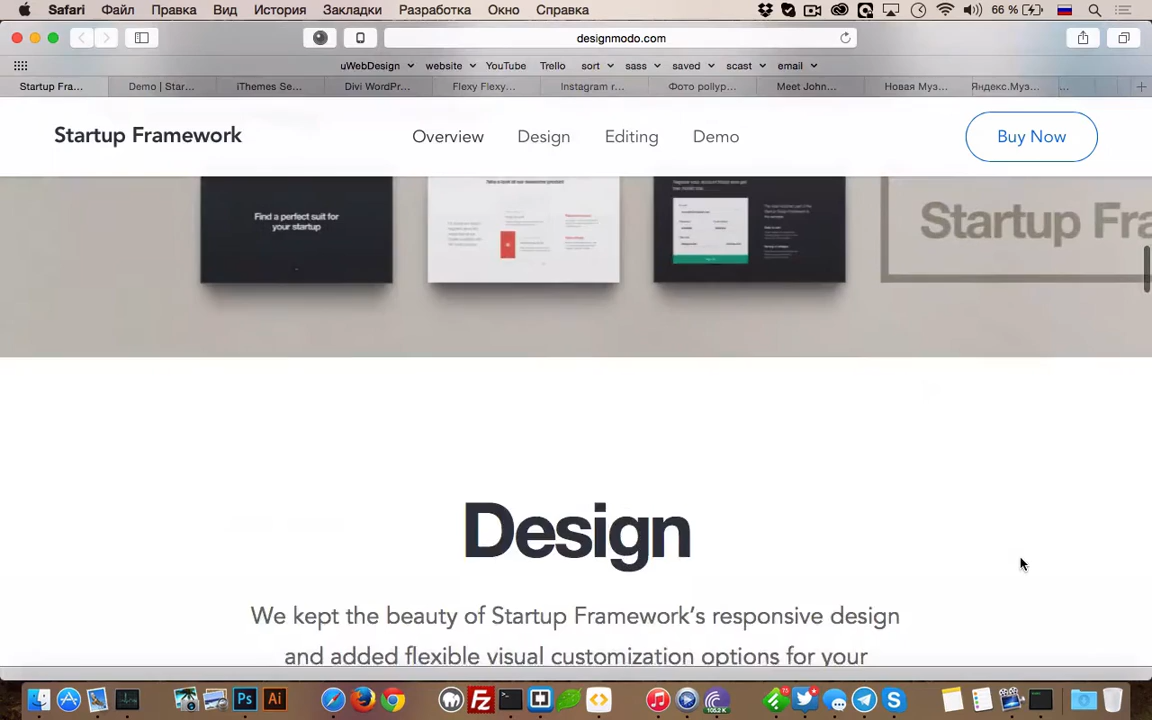 Safari Файл Правка Вид История Закладки Разработка Окно Справка 66 %
designmodo.com
uWebDesign website YouTube Trello sort sass saved scast email
Startup Fra... Demo | Star... iThemes Se... Divi WordPr... Flexy Flexy... Instagram r... Фото pollyp... Meet John... Новая Муз... Яндекс.Муз... ...
Startup Framework Overview Design Editing Demo Buy Now
Find a perfect suit for
your startup
Startup Fra
Design
We kept the beauty of Startup Framework's responsive design
and added flexible visual customization options for your
Ps Ai